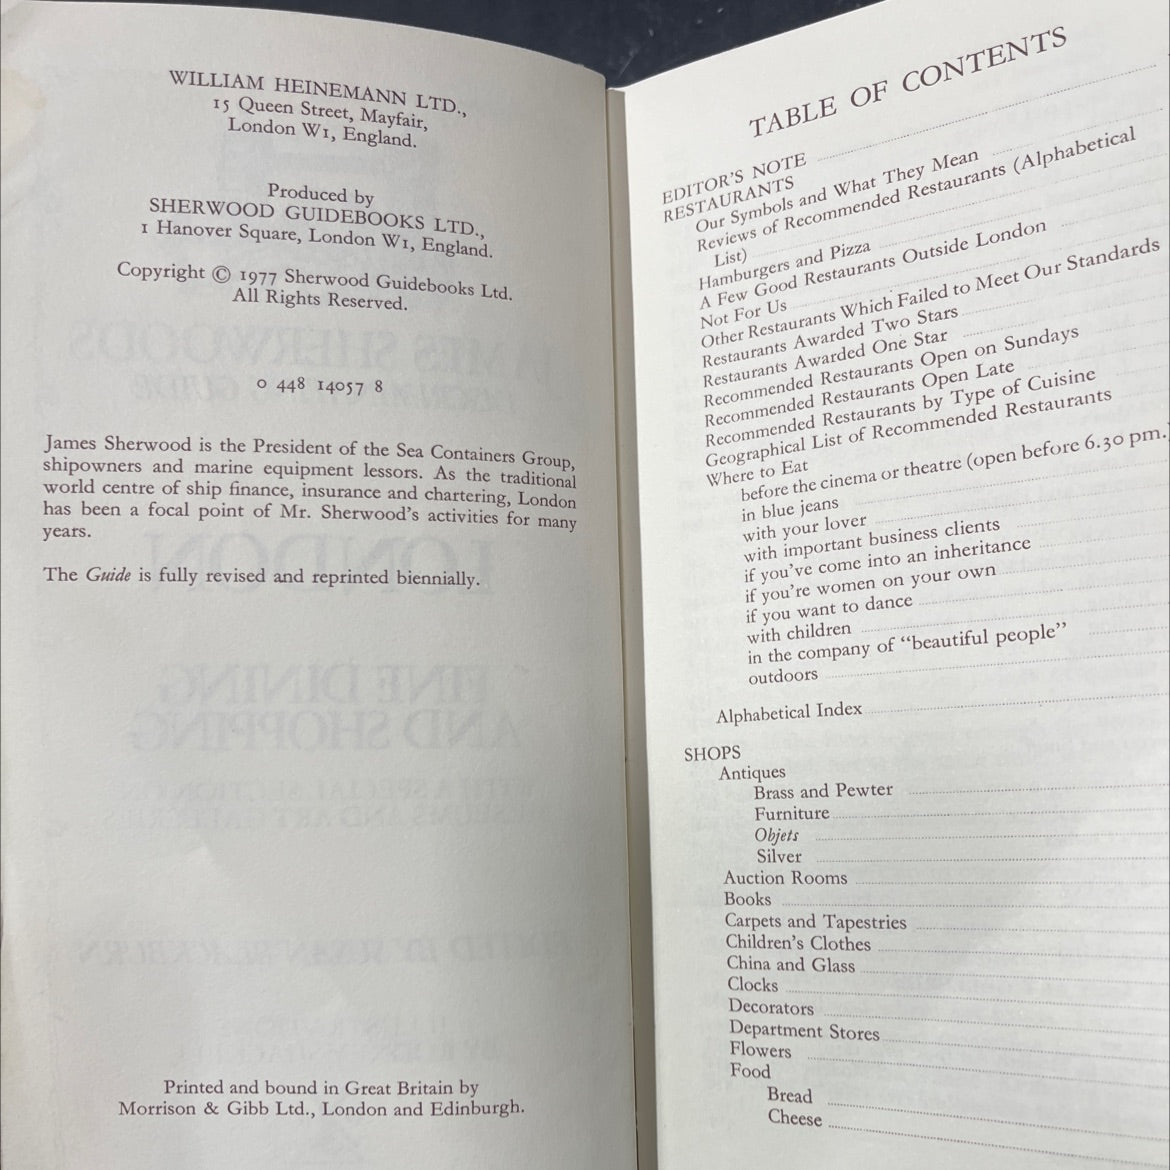 WILLIAM HEINEMANN LTD.,
15 Queen Street, Mayfair,
London W1, England.
Produced by
SHERWOOD GUIDEBOOKS LTD.,
1 Hanover Square, London W1, England.
Copyright © 1977 Sherwood Guidebooks Ltd.
All Rights Reserved.
0 448 14057 8
James Sherwood is the President of the Sea Containers Group,
shipowners and marine equipment lessors. As the traditional
world centre of ship finance, insurance and chartering, London
has been a focal point of Mr. Sherwood's activities for many
years.
The Guide is fully revised and reprinted biennially.
Printed and bound in Great Britain by
Morrison & Gibb Ltd., London and Edinburgh.
TABLE OF CONTENTS
EDITOR'S NOTE
RESTAURANTS
Our Symbols and What They Mean
Reviews of Recommended Restaurants (Alphabetical
List)
Hamburgers and Pizza
A Few Good Restaurants Outside London
Not For Us
Other Restaurants Which Failed to Meet Our Standards
Restaurants Awarded Two Stars
Restaurants Awarded One Star
Recommended Restaurants Open on Sundays
Recommended Restaurants Open Late
Recommended Restaurants by Type of Cuisine
Geographical List of Recommended Restaurants
Where to Eat
before the cinema or theatre (open before 6.30 pm.)
in blue jeans
with your lover
with important business clients
if you've come into an inheritance
if you're women on your own
if you want to dance
with children
in the company of "beautiful people"
outdoors
Alphabetical Index
SHOPS
Antiques
Brass and Pewter
Furniture
Objets
Silver
Auction Rooms
Books
Carpets and Tapestries
Children's Clothes
China and Glass
Clocks
Decorators
Department Stores
Flowers
Food
Bread
Cheese